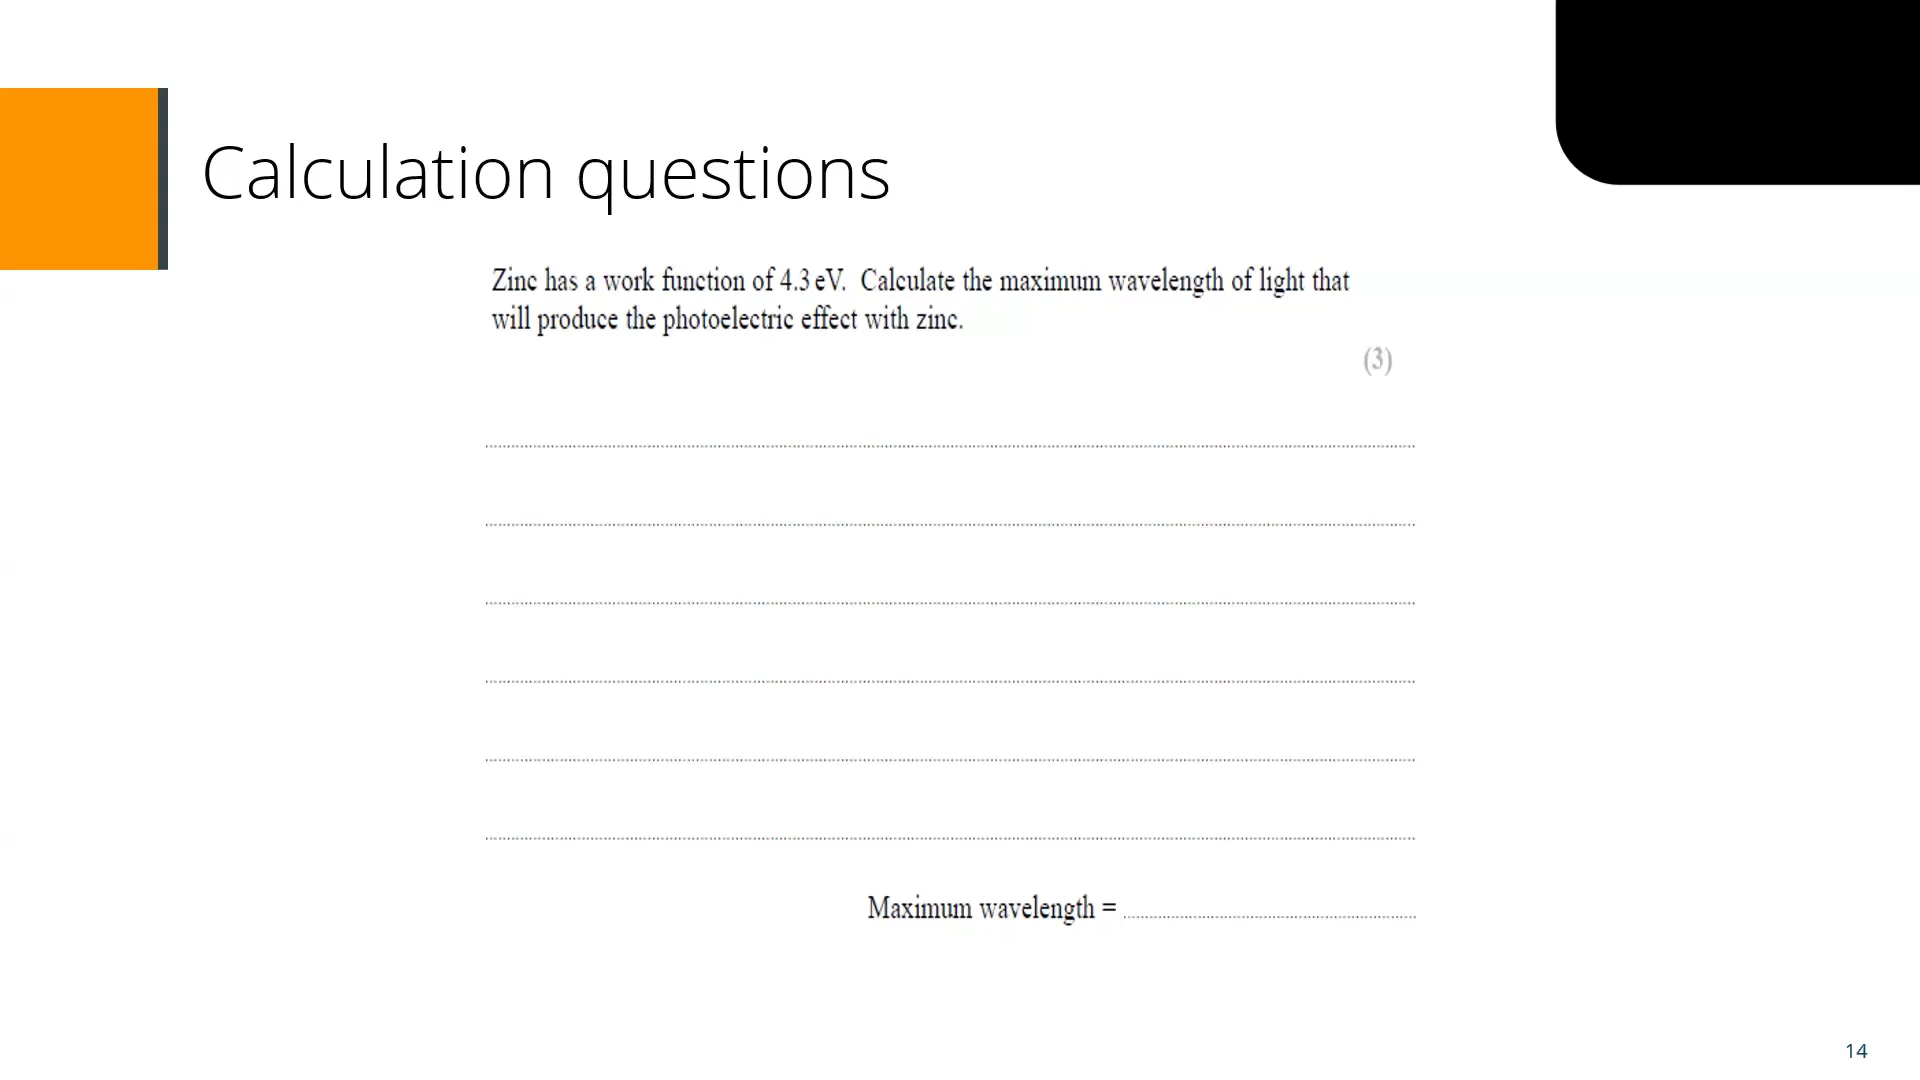 Calculation questions
Zinc has a work function of 4.3 eV. Calculate the maximum wavelength of light that
will produce the photoelectric effect with zinc.
(3)
Maximum wavelength =
14